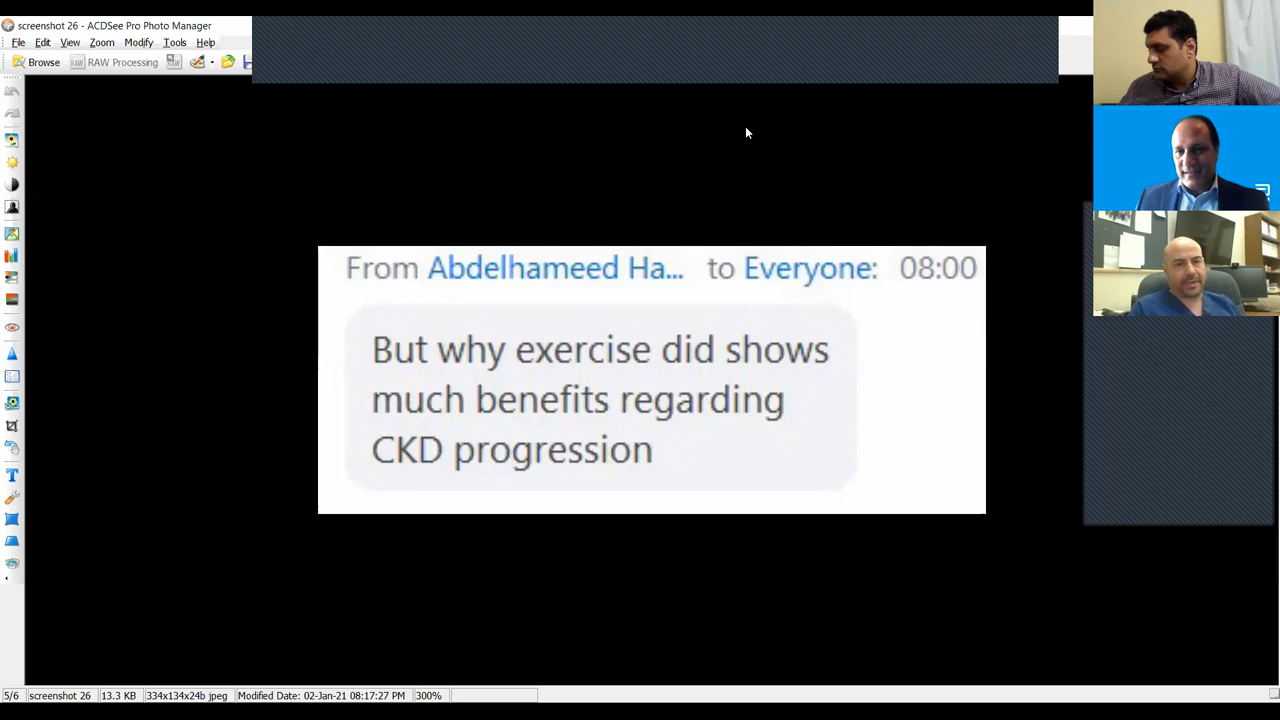 screenshot 26 - ACDSee Pro Photo Manager
File Edit View Zoom Modify Tools Help
Browse RAW RAW Processing RAW
From Abdelhameed Ha... to Everyone: 08:00
But why exercise did shows
much benefits regarding
CKD progression
5/6 screenshot 26 13.3 KB 334x134x24b jpeg Modified Date: 02-Jan-21 08:17:27 PM 300%